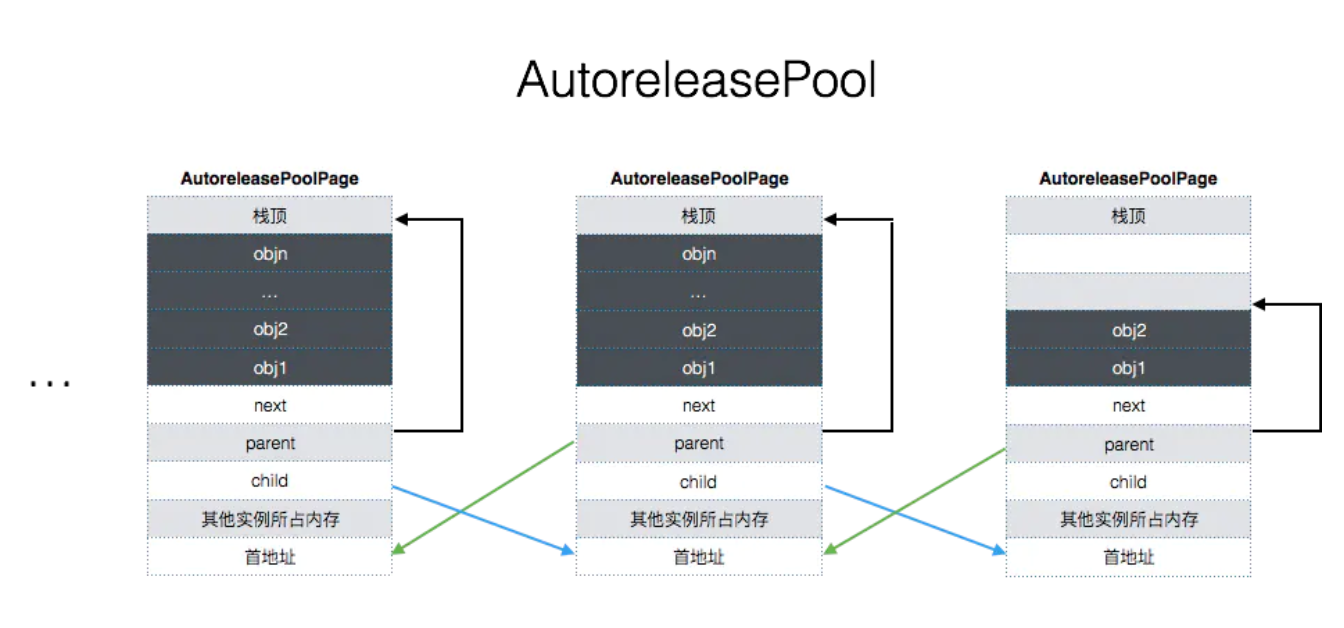 AutoreleasePool
AutoreleasePoolPage
栈顶
objn
...
obj2
obj1
next
parent
child
其他实例所占内存
首地址
AutoreleasePoolPage
栈顶
objn
...
obj2
obj1
next
parent
child
其他实例所占内存
首地址
AutoreleasePoolPage
栈顶
obj2
obj1
next
parent
child
其他实例所占内存
首地址
...